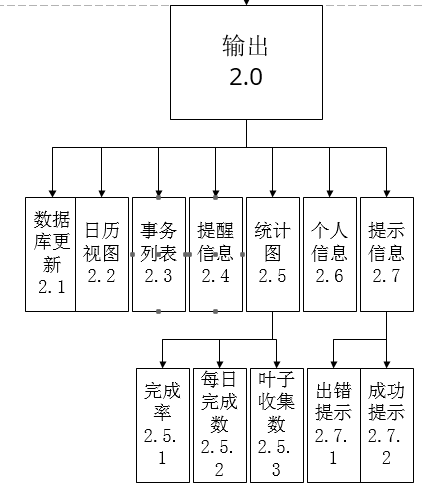 输出
2.0
数据
库更
新
2.1
日历
视图
2.2
事务
列表
2.3
提醒
信息
2.4
统计
图
2.5
个人
信息
2.6
提示
信息
2.7
完成
率
2.5.
1
每日
完成
数
2.5.
2
叶子
收集
数
2.5.
3
出错
提示
2.7.
1
成功
提示
2.7.
2